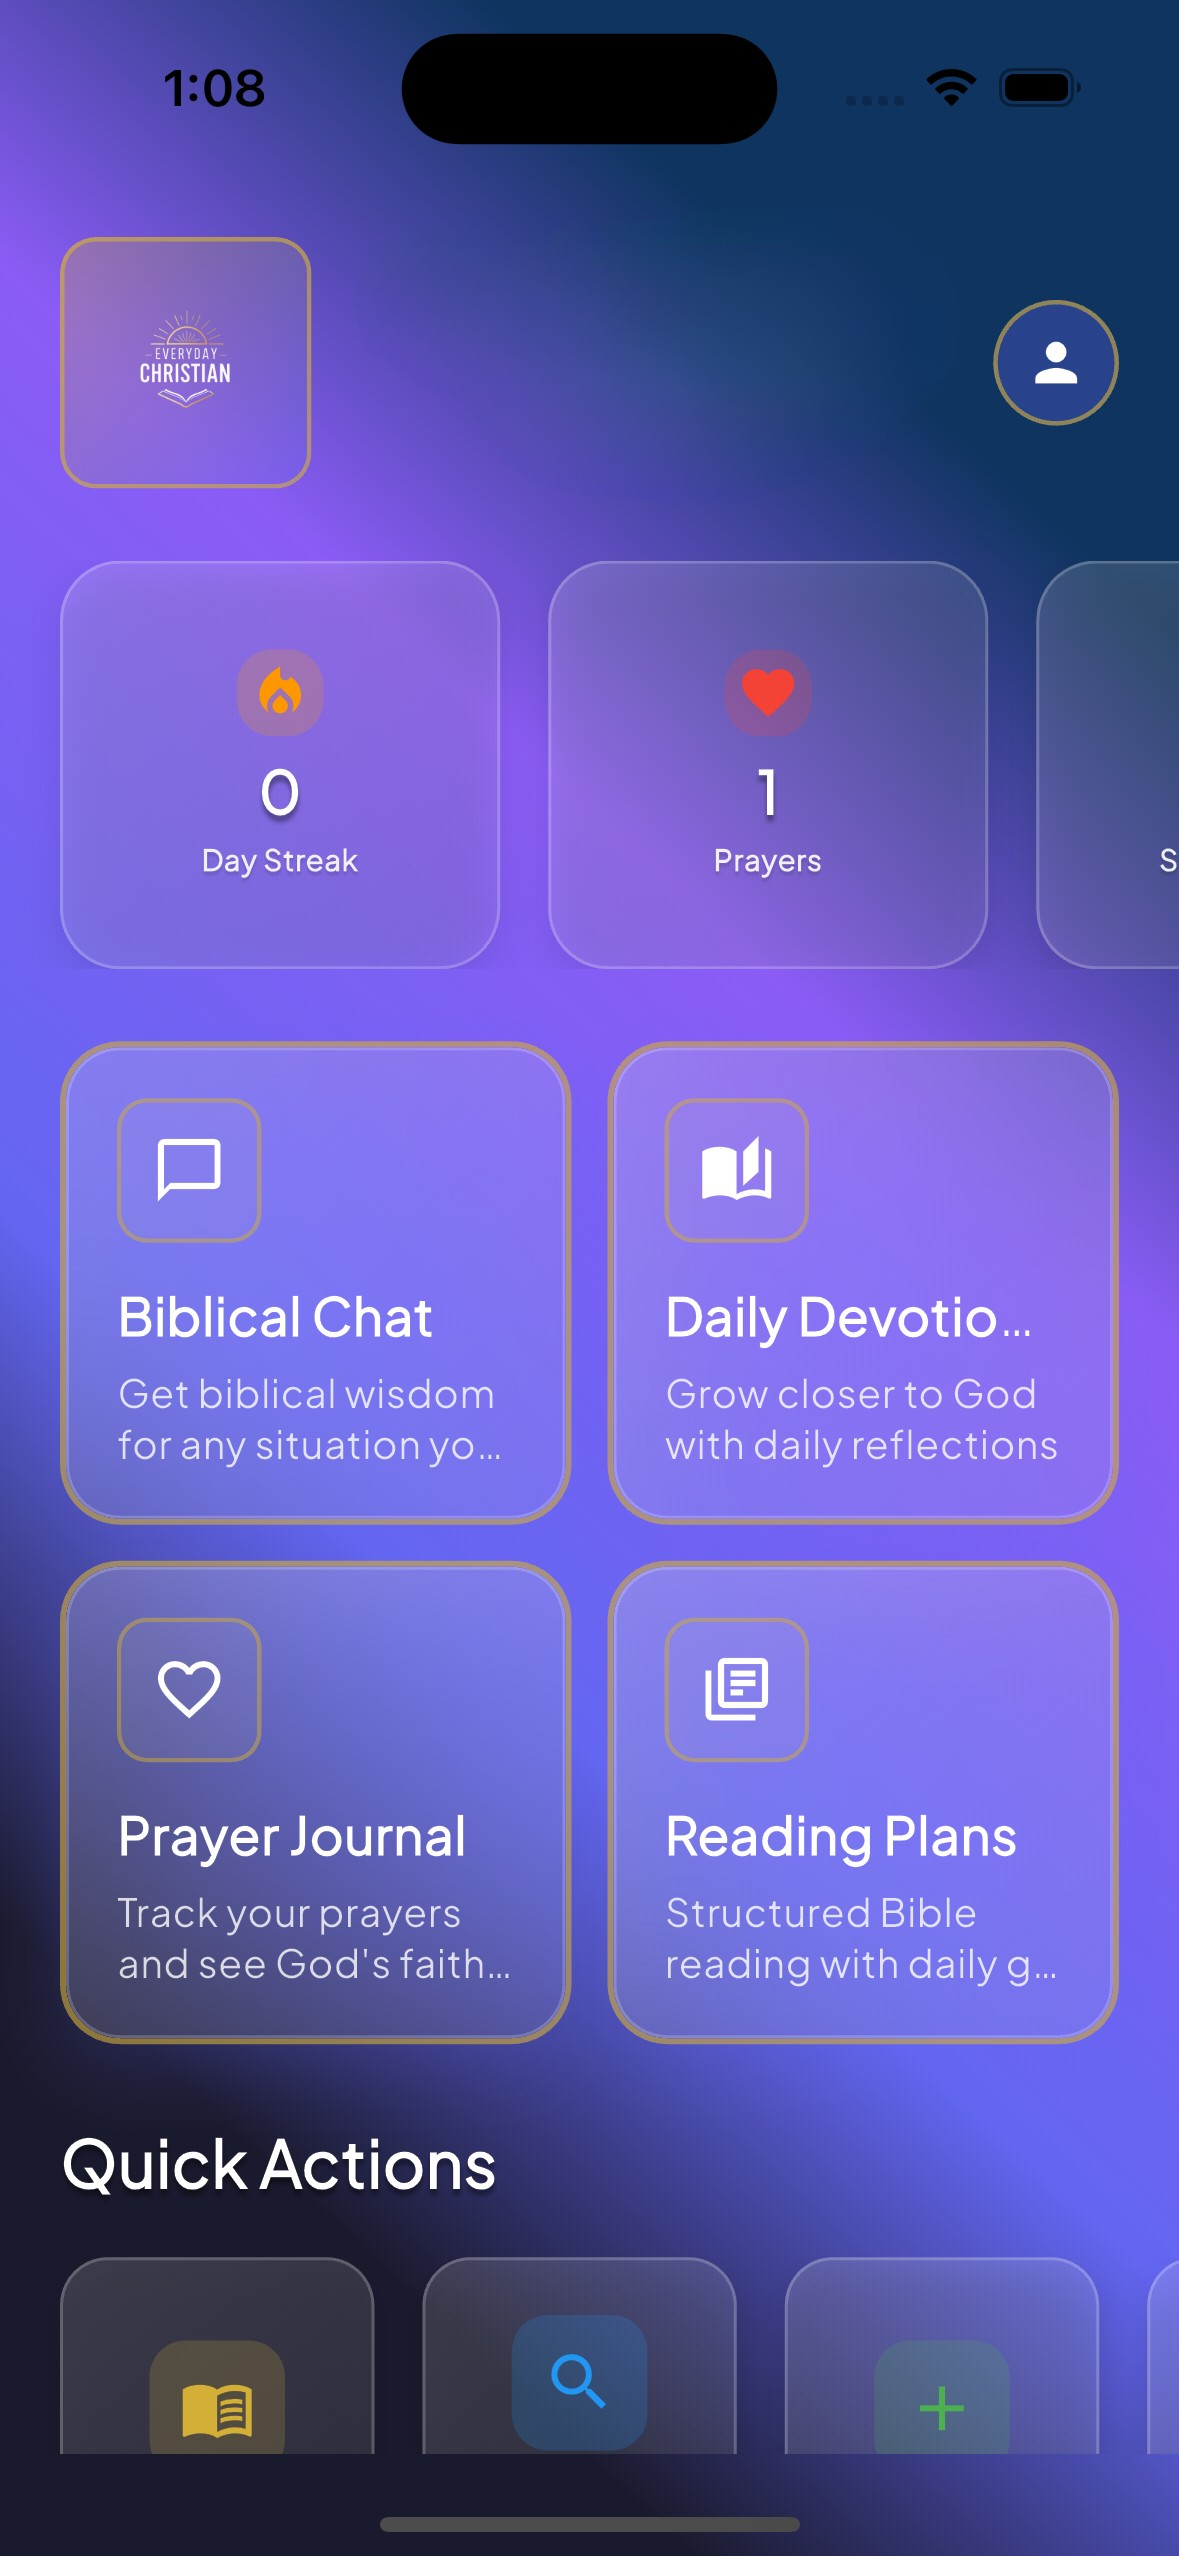 1:08
EVERYDAY
CHRISTIAN
0
Day Streak
1
Prayers
S
Biblical Chat
Get biblical wisdom
for any situation yo...
Daily Devotio...
Grow closer to God
with daily reflections
Prayer Journal
Track your prayers
and see God's faith...
Reading Plans
Structured Bible
reading with daily g...
Quick Actions